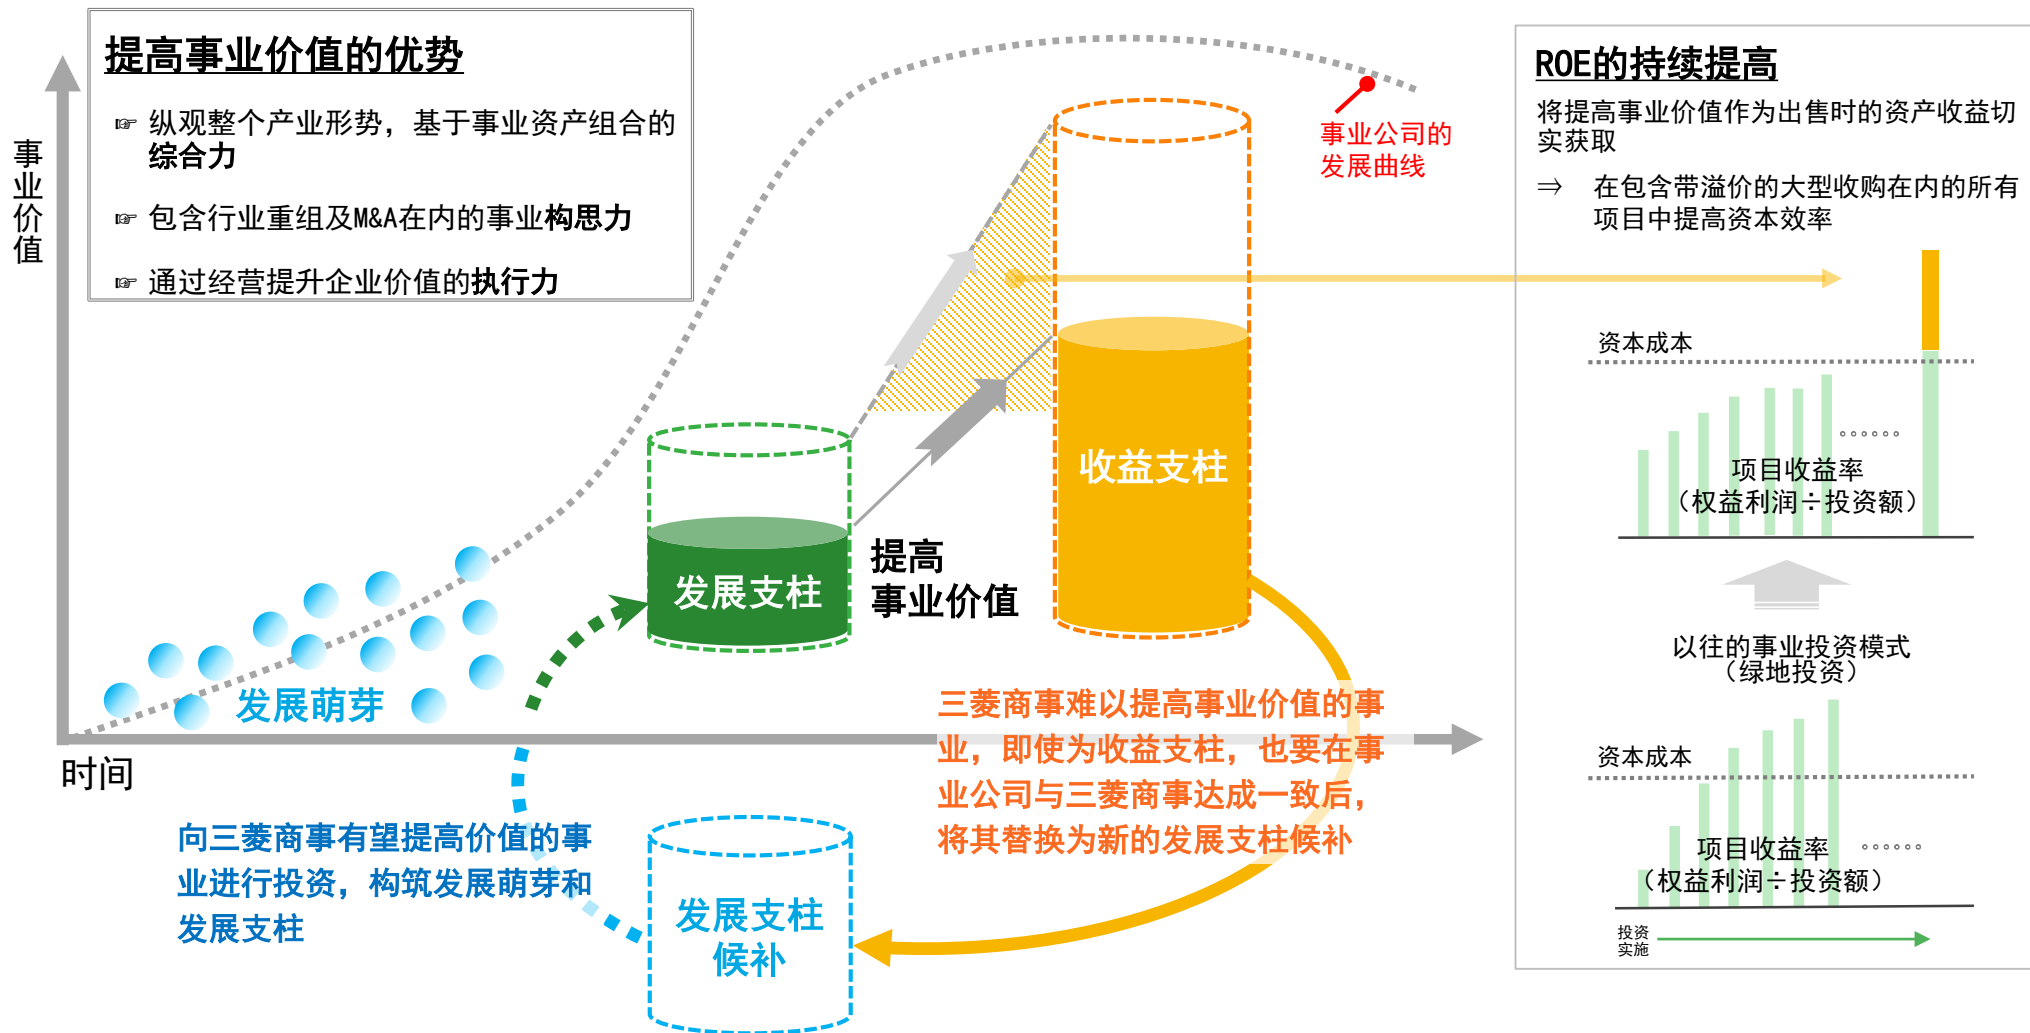 提高事业价值的优势
☞ 纵观整个产业形势，基于事业资产组合的
综合力
☞ 包含行业重组及M&A在内的事业构思力
☞ 通过经营提升企业价值的执行力
事业价值
时间
发展萌芽
发展支柱
提高
事业价值
收益支柱
事业公司的
发展曲线
向三菱商事有望提高价值的事
业进行投资，构筑发展萌芽和
发展支柱
发展支柱
候补
三菱商事难以提高事业价值的事
业，即使为收益支柱，也要在事
业公司与三菱商事达成一致后，
将其替换为新的发展支柱候补
ROE的持续提高
将提高事业价值作为出售时的资产收益切
实获取
⇒ 在包含带溢价的大型收购在内的所有
项目中提高资本效率
资本成本
。。。。。。
项目收益率
（权益利润÷投资额）
以往的事业投资模式
（绿地投资）
资本成本
项目收益率
。。。。。。
（权益利润÷投资额）
投资
实施